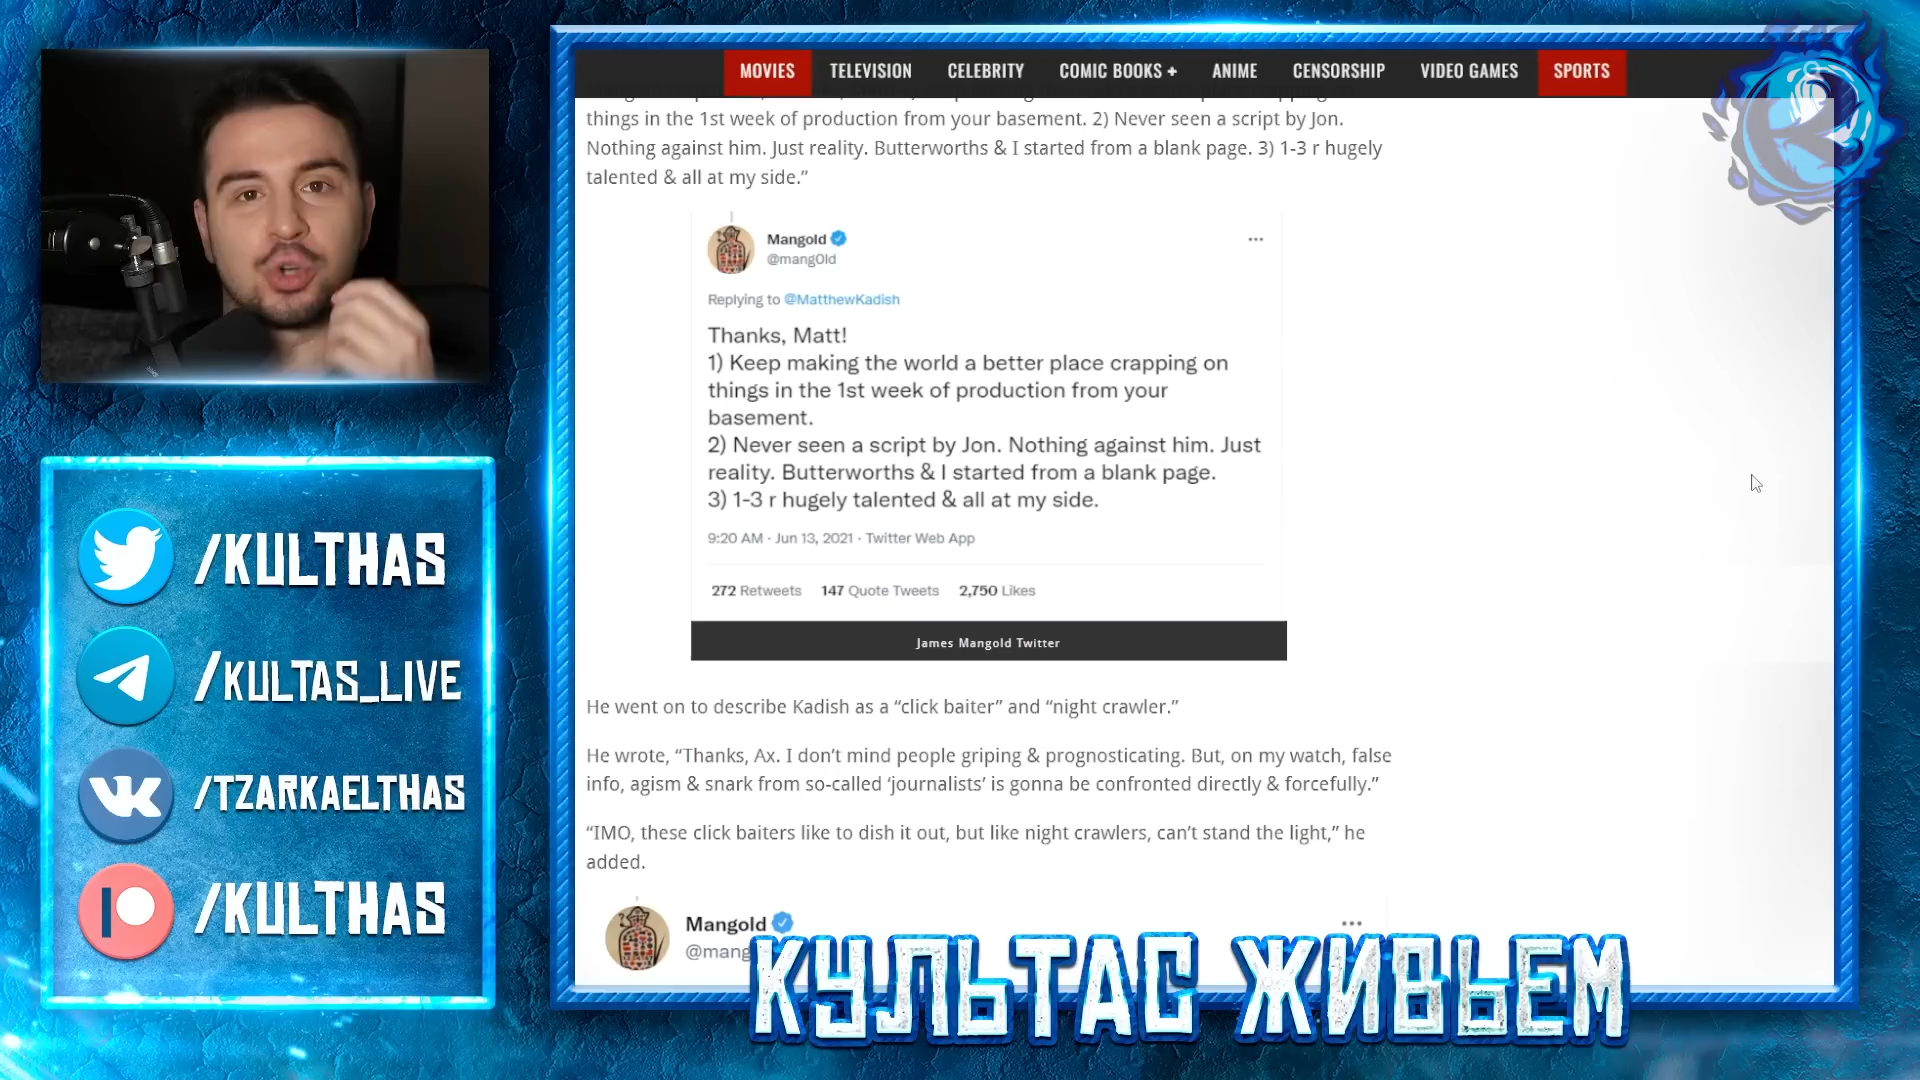 MOVIES TELEVISION CELEBRITY COMIC BOOKS + ANIME CENSORSHIP VIDEO GAMES SPORTS
things in the 1st week of production from your basement. 2) Never seen a script by Jon.
Nothing against him. Just reality. Butterworths & I started from a blank page. 3) 1-3 r hugely
talented & all at my side.”
Mangold
@mang0ld
Replying to @MatthewKadish
Thanks, Matt!
1) Keep making the world a better place crapping on
things in the 1st week of production from your
basement.
2) Never seen a script by Jon. Nothing against him. Just
reality. Butterworths & I started from a blank page.
3) 1-3 r hugely talented & all at my side.
9:20 AM · Jun 13, 2021 · Twitter Web App
272 Retweets 147 Quote Tweets 2,750 Likes
James Mangold Twitter
He went on to describe Kadish as a “click baiter” and “night crawler.”
He wrote, “Thanks, Ax. I don’t mind people griping & prognosticating. But, on my watch, false
info, agism & snark from so-called ‘journalists’ is gonna be confronted directly & forcefully.”
“IMO, these click baiters like to dish it out, but like night crawlers, can’t stand the light,” he
added.
Mangold
@mang
/KULTHAS
/KULTAS_LIVE
/TZARKAELTHAS
/KULTHAS
КУЛЬТАС ЖИВЬЕМ